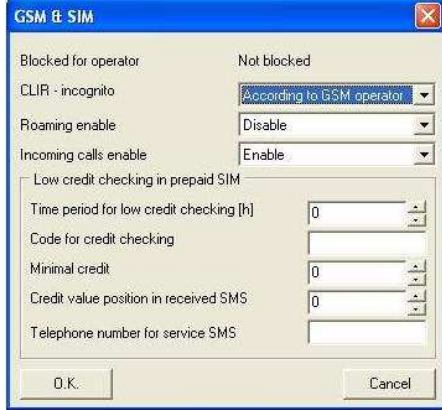 GSM & SIM
Blocked for operator Not blocked
CLIR - incognito According to GSM operator
Roaming enable Disable
Incoming calls enable Enable
Low credit checking in prepaid SIM
Time period for low credit checking [h] 0
Code for credit checking
Minimal credit 0
Credit value position in received SMS 0
Telephone number for service SMS
O.K. Cancel